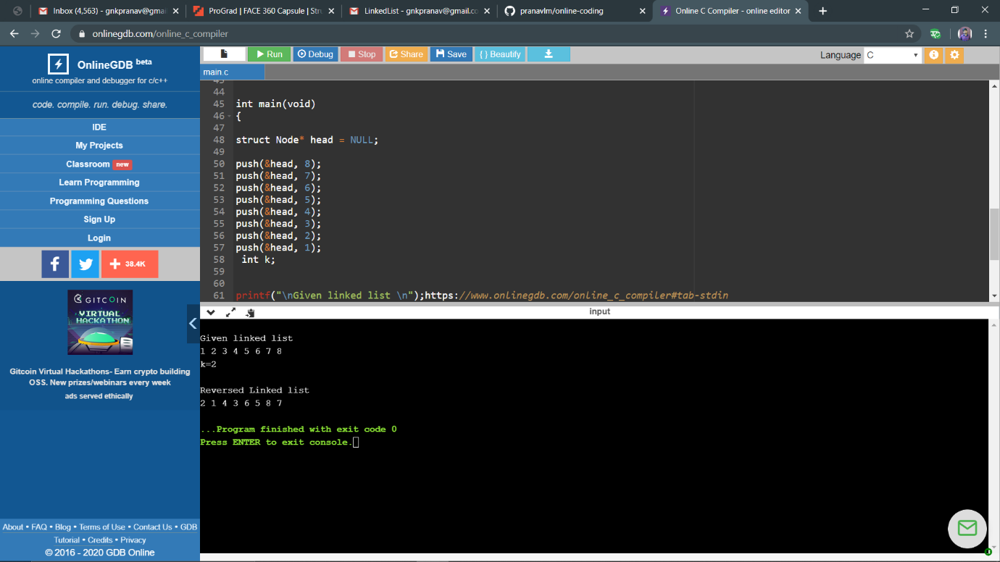 Inbox (4,563) - gnkpranav@gmai
ProGrad | FACE 360 Capsule | Stru
LinkedList - gnkpranav@gmail.co
pranavlm/online-coding
Online C Compiler - online editor
onlinegdb.com/online_c_compiler
OnlineGDB beta
online compiler and debugger for c/c++
code. compile. run. debug. share.
IDE
My Projects
Classroom new
Learn Programming
Programming Questions
Sign Up
Login
38.4K
GITCOIN
VIRTUAL
HACKATHON
Gitcoin Virtual Hackathons- Earn crypto building
OSS. New prizes/webinars every week
ads served ethically
About • FAQ • Blog • Terms of Use • Contact Us • GDB
Tutorial • Credits • Privacy
© 2016 - 2020 GDB Online
Run Debug Stop Share Save { } Beautify Language C
main.c
43
44
45 int main(void)
46 {
47
48 struct Node* head = NULL;
49
50 push(&head, 8);
51 push(&head, 7);
52 push(&head, 6);
53 push(&head, 5);
54 push(&head, 4);
55 push(&head, 3);
56 push(&head, 2);
57 push(&head, 1);
58 int k;
59
60
61 printf("\nGiven linked list \n");https://www.onlinegdb.com/online_c_compiler#tab-stdin
input
Given linked list
1 2 3 4 5 6 7 8
k=2
Reversed Linked list
2 1 4 3 6 5 8 7
...Program finished with exit code 0
Press ENTER to exit console.